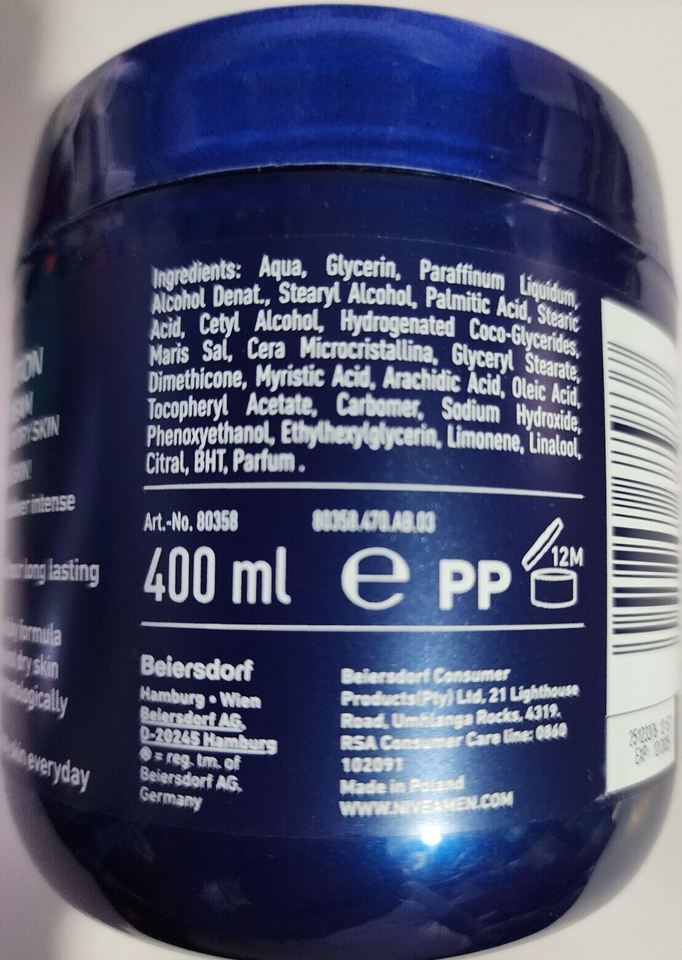 Ingredients: Aqua, Glycerin, Paraffinum Liquidum,
Alcohol Denat., Stearyl Alcohol, Palmitic Acid, Stearic
Acid, Cetyl Alcohol, Hydrogenated Coco-Glycerides,
Maris Sal, Cera Microcristallina, Glyceryl Stearate,
Dimethicone, Myristic Acid, Arachidic Acid, Oleic Acid,
Tocopheryl Acetate, Carbomer, Sodium Hydroxide,
Phenoxyethanol, Ethylhexylglycerin, Limonene, Linalool,
Citral, BHT, Parfum .
Art.-No. 80358 80358.470.AB.03
400 ml e PP 12M
Beiersdorf
Hamburg • Wien
Beiersdorf AG,
D-20245 Hamburg
® = reg. tm. of
Beiersdorf AG,
Germany
Beiersdorf Consumer
Products(Pty) Ltd, 21 Lighthouse
Road, Umhlanga Rocks, 4319,
RSA Consumer Care line: 0860
102091
Made in Poland
WWW.NIVEAMEN.COM
SKIN
intense
long lasting
formula
dry skin
skin everyday
EXP: